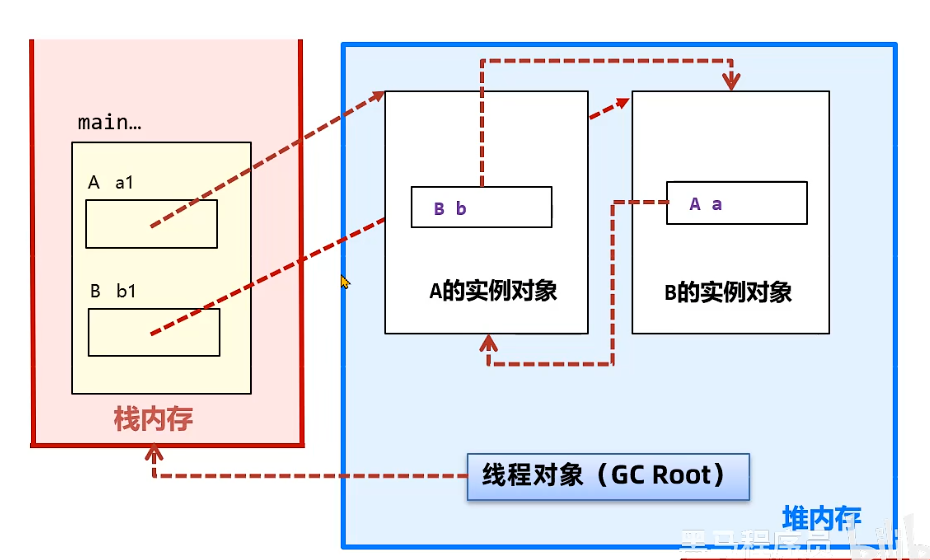 main…
A a1
B b1
栈内存
B b
A的实例对象
A a
B的实例对象
线程对象（GC Root）
堆内存
黑马程序员